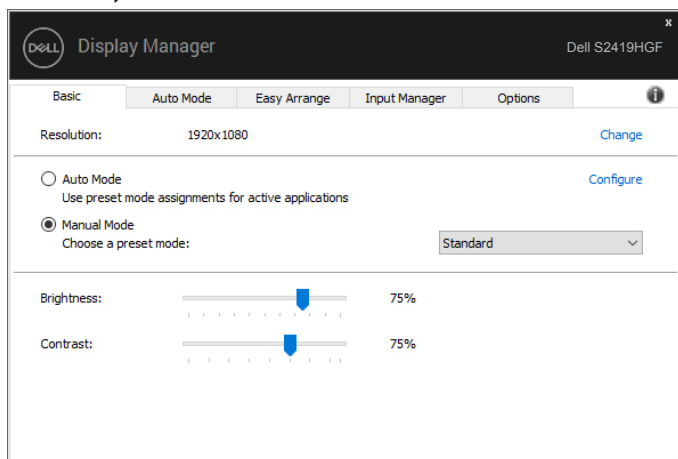 x
DELL Display Manager Dell S2419HGF
Basic Auto Mode Easy Arrange Input Manager Options
Resolution: 1920x1080 Change
Auto Mode Configure
Use preset mode assignments for active applications
Manual Mode
Choose a preset mode: Standard
Brightness: 75%
Contrast: 75%